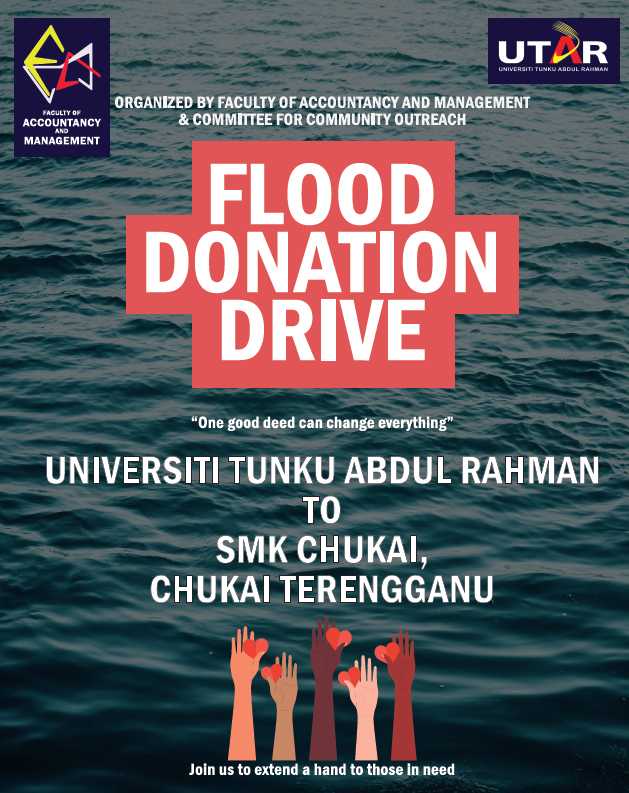 FACULTY OF
ACCOUNTANCY
AND
MANAGEMENT
UTAR
UNIVERSITI TUNKU ABDUL RAHMAN
ORGANIZED BY FACULTY OF ACCOUNTANCY AND MANAGEMENT
& COMMITTEE FOR COMMUNITY OUTREACH
FLOOD
DONATION
DRIVE
“One good deed can change everything”
UNIVERSITI TUNKU ABDUL RAHMAN
TO
SMK CHUKAI,
CHUKAI TERENGGANU
Join us to extend a hand to those in need